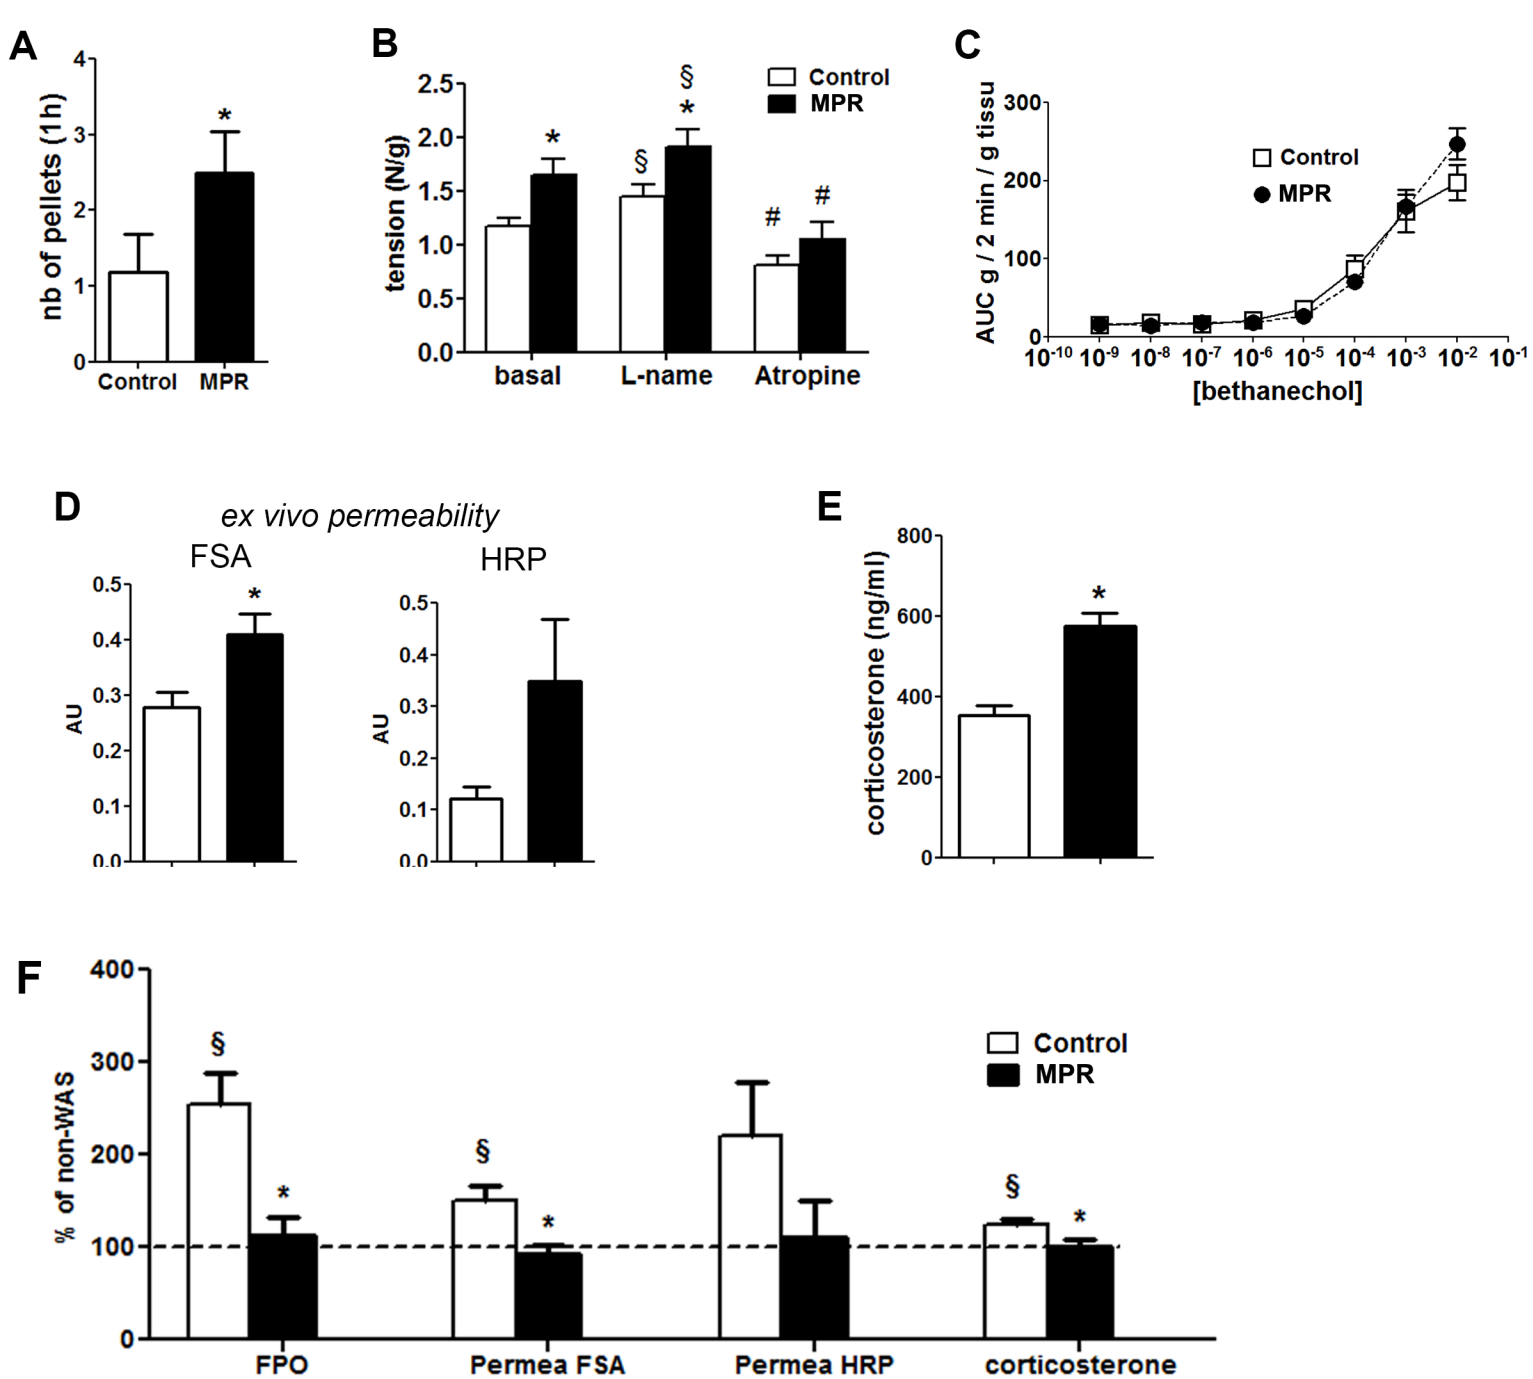 A
nb of pellets (1h)
4
3
2
1
0
*
Control MPR
B
tension (N/g)
2.5
2.0
1.5
1.0
0.5
0.0
*
§
§
*
#
#
Control
MPR
basal L-name Atropine
C
AUC g / 2 min / g tissu
300
200
100
0
Control
MPR
10-10 10-9 10-8 10-7 10-6 10-5 10-4 10-3 10-2 10-1
[bethanechol]
D
ex vivo permeability
FSA
AU
0.5
0.4
0.3
0.2
0.1
0.0
*
HRP
AU
0.5
0.4
0.3
0.2
0.1
0.0
E
corticosterone (ng/ml)
800
600
400
200
0
*
F
% of non-WAS
400
300
200
100
0
§
*
§
*
§
*
Control
MPR
FPO Permea FSA Permea HRP corticosterone